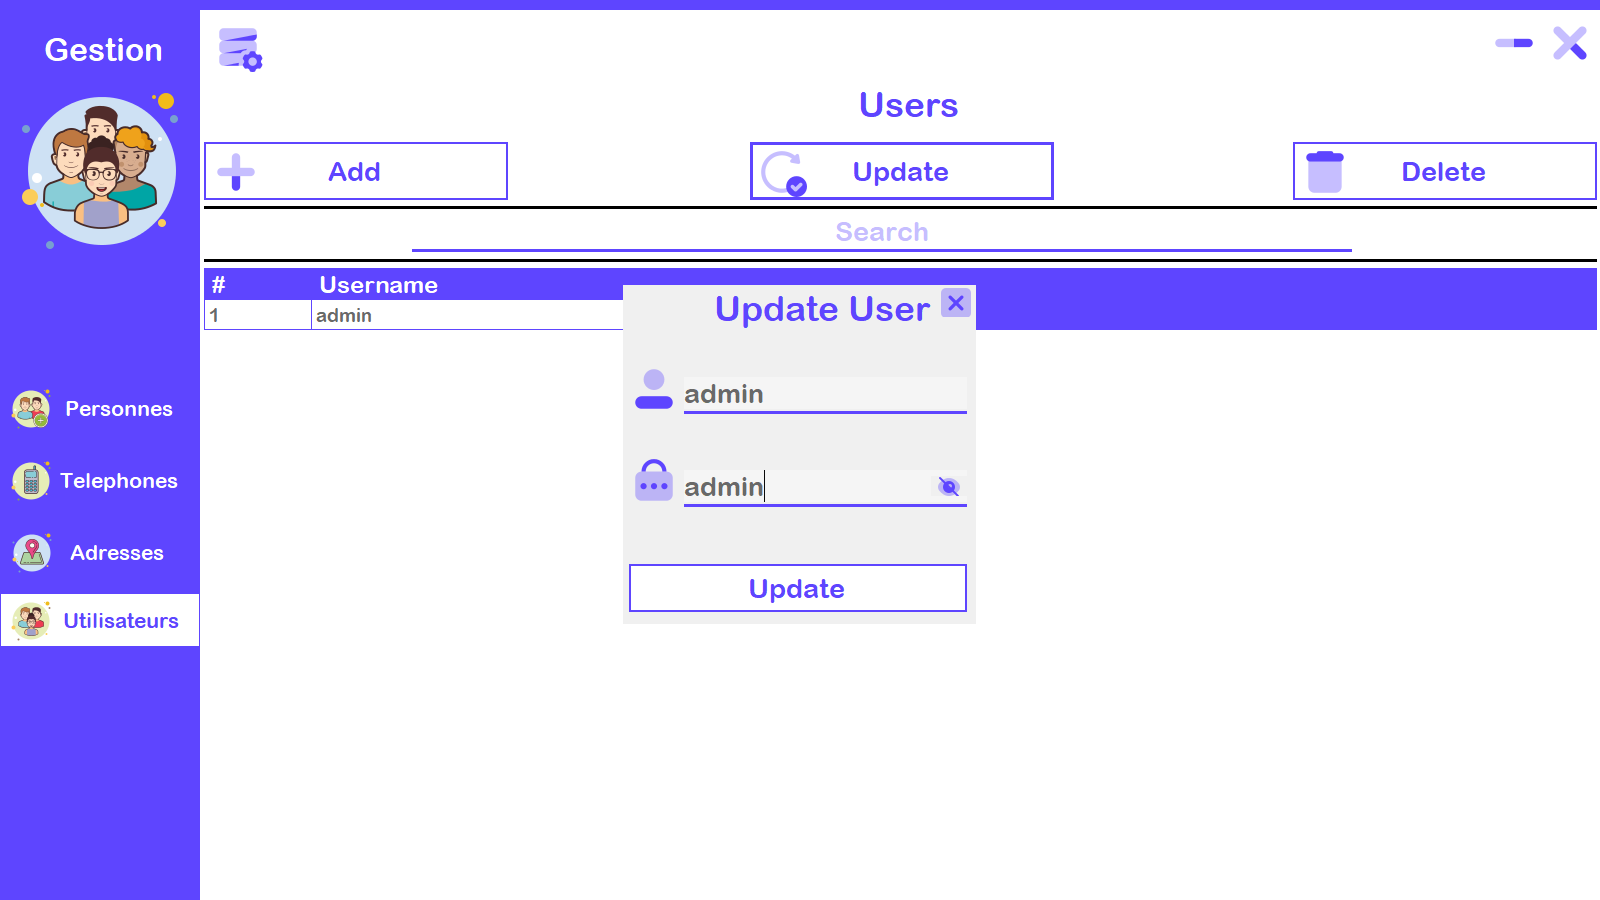 Gestion
Users
Add
Update
Delete
Search
# Username
1 admin
Update User
admin
admin
Update
Personnes
Telephones
Adresses
Utilisateurs